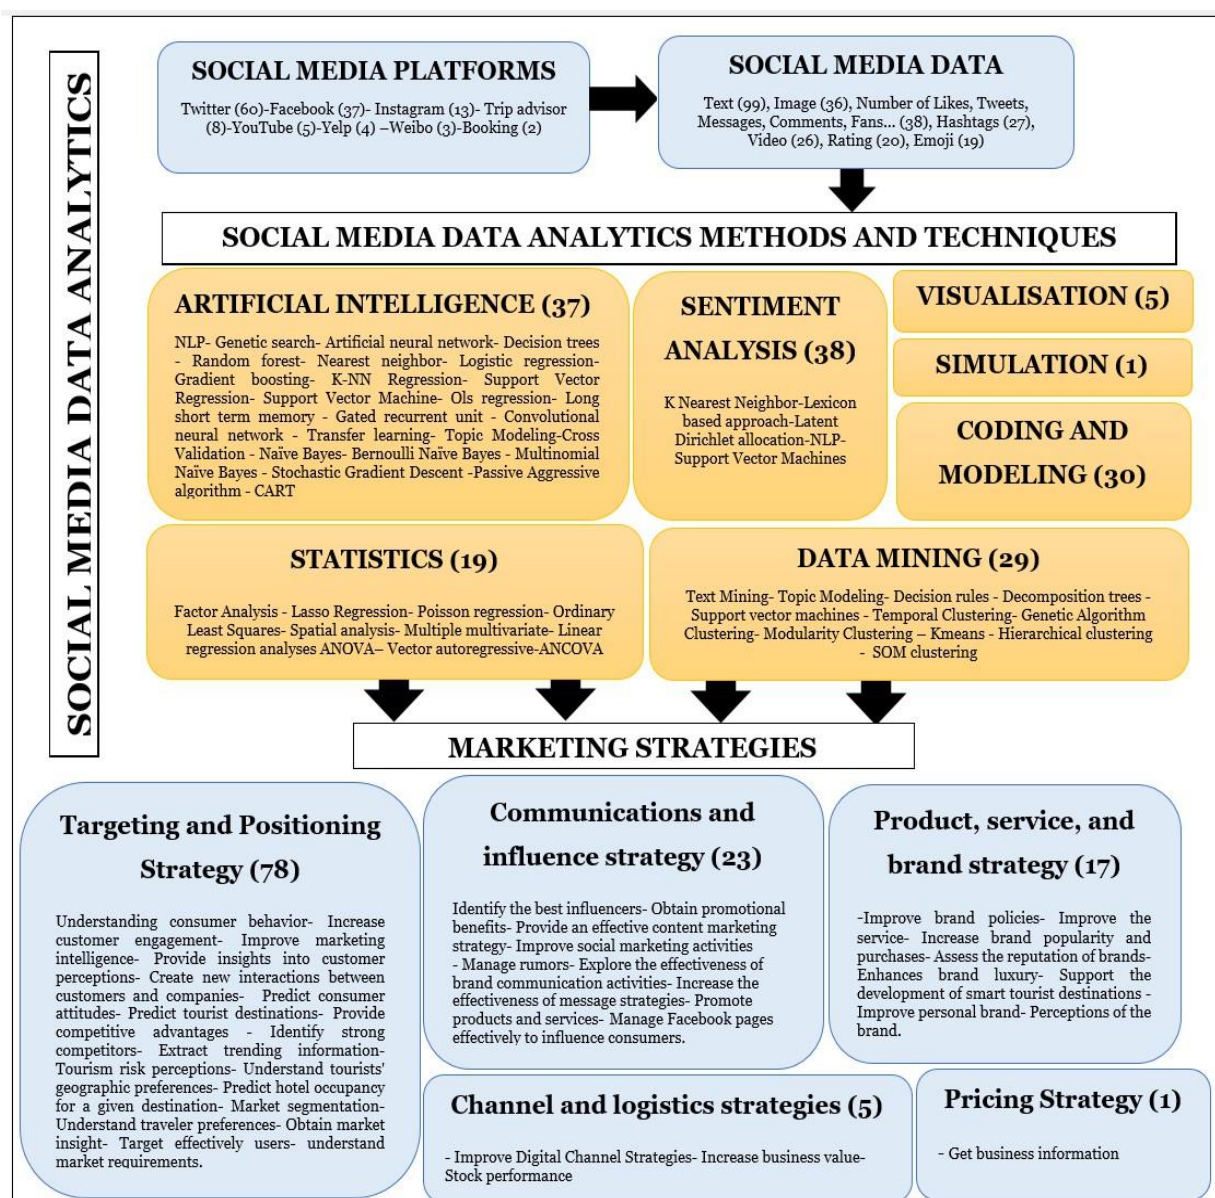 SOCIAL MEDIA DATA ANALYTICS
SOCIAL MEDIA PLATFORMS
Twitter (60)-Facebook (37)- Instagram (13)- Trip advisor
(8)-YouTube (5)-Yelp (4) –Weibo (3)-Booking (2)
SOCIAL MEDIA DATA
Text (99), Image (36), Number of Likes, Tweets,
Messages, Comments, Fans... (38), Hashtags (27),
Video (26), Rating (20), Emoji (19)
SOCIAL MEDIA DATA ANALYTICS METHODS AND TECHNIQUES
ARTIFICIAL INTELLIGENCE (37)
NLP- Genetic search- Artificial neural network- Decision trees
- Random forest- Nearest neighbor- Logistic regression-
Gradient boosting- K-NN Regression- Support Vector
Regression- Support Vector Machine- Ols regression- Long
short term memory - Gated recurrent unit - Convolutional
neural network - Transfer learning- Topic Modeling-Cross
Validation - Naïve Bayes- Bernoulli Naïve Bayes - Multinomial
Naïve Bayes - Stochastic Gradient Descent -Passive Aggressive
algorithm - CART
SENTIMENT
ANALYSIS (38)
K Nearest Neighbor-Lexicon
based approach-Latent
Dirichlet allocation-NLP-
Support Vector Machines
VISUALISATION (5)
SIMULATION (1)
CODING AND
MODELING (30)
STATISTICS (19)
Factor Analysis - Lasso Regression- Poisson regression- Ordinary
Least Squares- Spatial analysis- Multiple multivariate- Linear
regression analyses ANOVA– Vector autoregressive-ANCOVA
DATA MINING (29)
Text Mining- Topic Modeling- Decision rules - Decomposition trees -
Support vector machines - Temporal Clustering- Genetic Algorithm
Clustering- Modularity Clustering – Kmeans - Hierarchical clustering
- SOM clustering
MARKETING STRATEGIES
Targeting and Positioning
Strategy (78)
Understanding consumer behavior- Increase
customer engagement- Improve marketing
intelligence- Provide insights into customer
perceptions- Create new interactions between
customers and companies- Predict consumer
attitudes- Predict tourist destinations- Provide
competitive advantages - Identify strong
competitors- Extract trending information-
Tourism risk perceptions- Understand tourists'
geographic preferences- Predict hotel occupancy
for a given destination- Market segmentation-
Understand traveler preferences- Obtain market
insight- Target effectively users- understand
market requirements.
Communications and
influence strategy (23)
Identify the best influencers- Obtain promotional
benefits- Provide an effective content marketing
strategy- Improve social marketing activities
- Manage rumors- Explore the effectiveness of
brand communication activities- Increase the
effectiveness of message strategies- Promote
products and services- Manage Facebook pages
effectively to influence consumers.
Product, service, and
brand strategy (17)
-Improve brand policies- Improve the
service- Increase brand popularity and
purchases- Assess the reputation of brands-
Enhances brand luxury- Support the
development of smart tourist destinations -
Improve personal brand- Perceptions of the
brand.
Channel and logistics strategies (5)
- Improve Digital Channel Strategies- Increase business value-
Stock performance
Pricing Strategy (1)
- Get business information